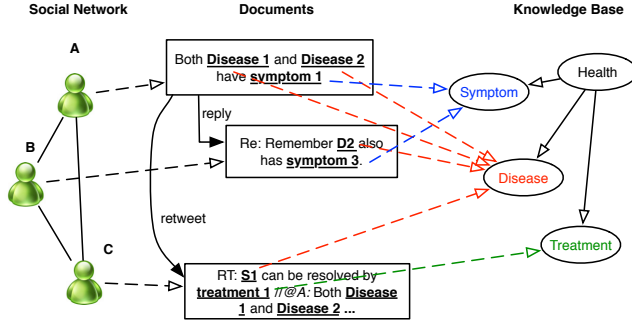 Social Network
Documents
Knowledge Base
A
Both Disease 1 and Disease 2
have symptom 1
Health
Symptom
reply
B
Re: Remember D2 also
has symptom 3.
Disease
retweet
C
Treatment
RT: S1 can be resolved by
treatment 1 //@A: Both Disease
1 and Disease 2 ...